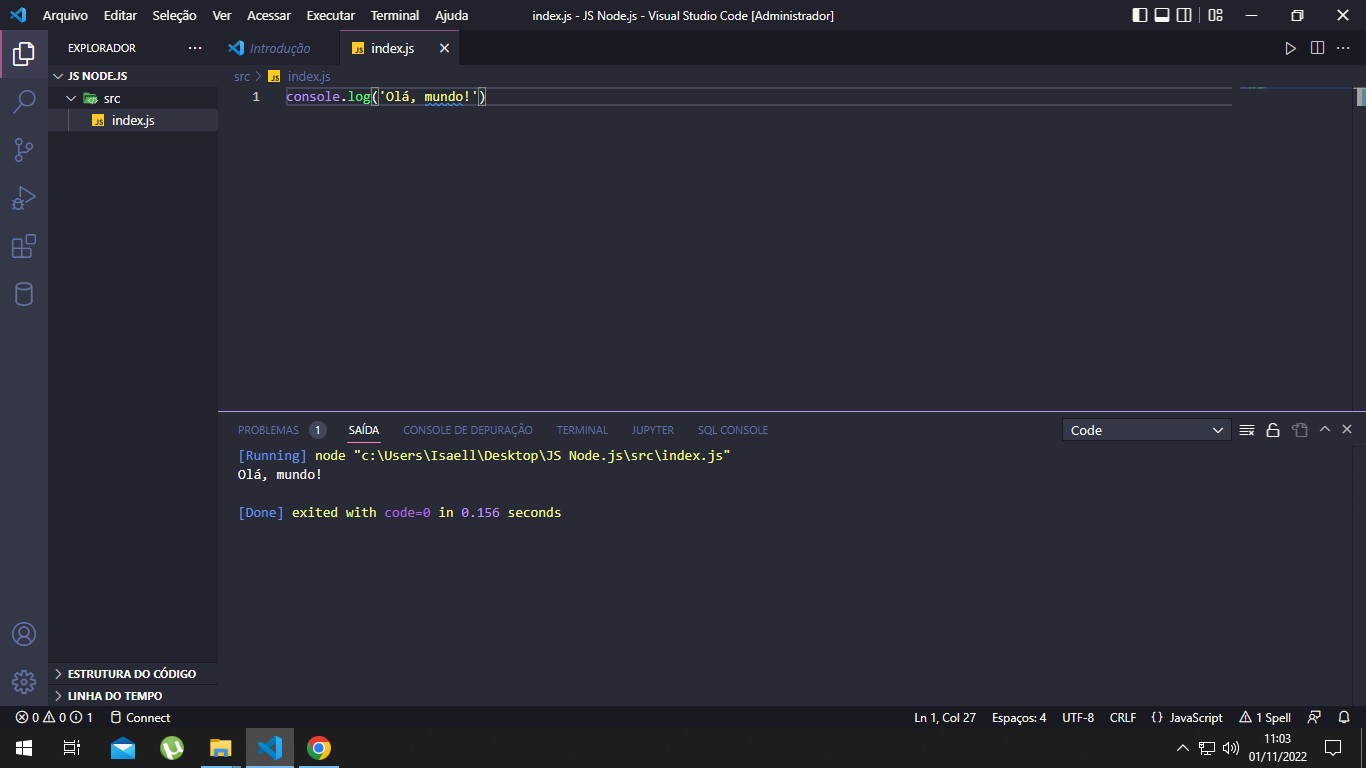 Arquivo Editar Seleção Ver Acessar Executar Terminal Ajuda index.js - JS Node.js - Visual Studio Code [Administrador]
EXPLORADOR ··· Introdução JS index.js
JS NODE.JS
src
JS index.js
src > JS index.js
1 console.log('Olá, mundo!')
PROBLEMAS 1 SAÍDA CONSOLE DE DEPURAÇÃO TERMINAL JUPYTER SQL CONSOLE Code
[Running] node "c:\Users\Isaell\Desktop\JS Node.js\src\index.js"
Olá, mundo!
[Done] exited with code=0 in 0.156 seconds
ESTRUTURA DO CÓDIGO
LINHA DO TEMPO
0 0 1 Connect Ln 1, Col 27 Espaços: 4 UTF-8 CRLF {} JavaScript 1 Spell
11:03
01/11/2022